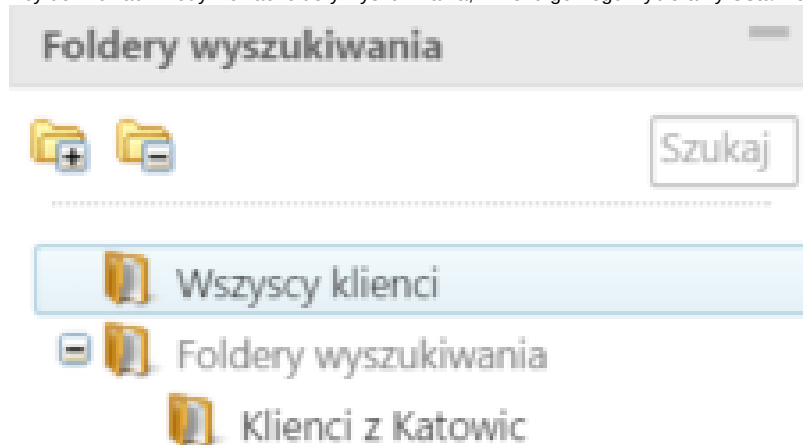 Foldery wyszukiwania
Szukaj
Wszyscy klienci
Foldery wyszukiwania
Klienci z Katowic